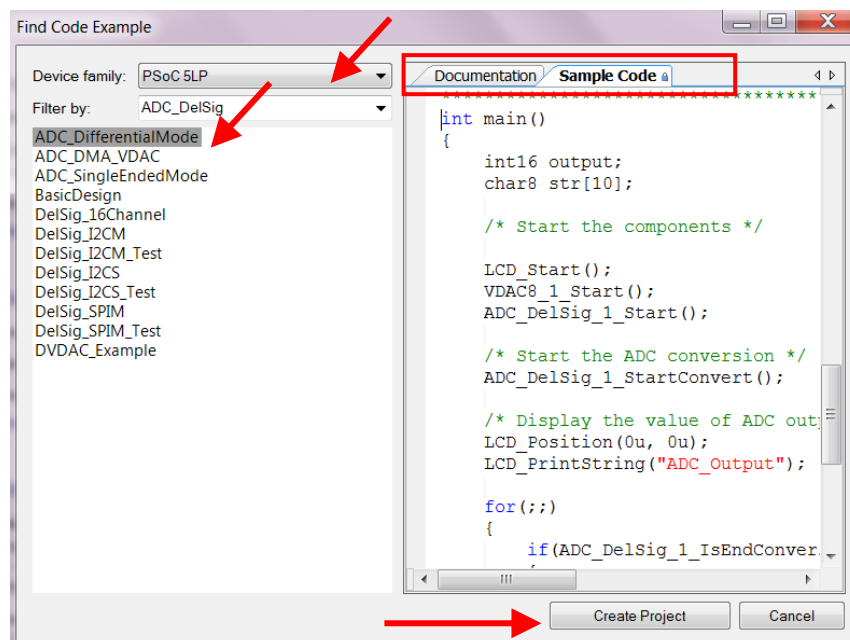 Find Code Example
Device family: PSoC 5LP
Filter by: ADC_DelSig
ADC_DifferentialMode
ADC_DMA_VDAC
ADC_SingleEndedMode
BasicDesign
DelSig_16Channel
DelSig_I2CM
DelSig_I2CM_Test
DelSig_I2CS
DelSig_I2CS_Test
DelSig_SPIM
DelSig_SPIM_Test
DVDAC_Example
Documentation Sample Code
************************************
int main()
{
int16 output;
char8 str[10];
/* Start the components */
LCD_Start();
VDAC8_1_Start();
ADC_DelSig_1_Start();
/* Start the ADC conversion */
ADC_DelSig_1_StartConvert();
/* Display the value of ADC out
LCD_Position(0u, 0u);
LCD_PrintString("ADC_Output");
for(;;)
{
if(ADC_DelSig_1_IsEndConver
Create Project Cancel